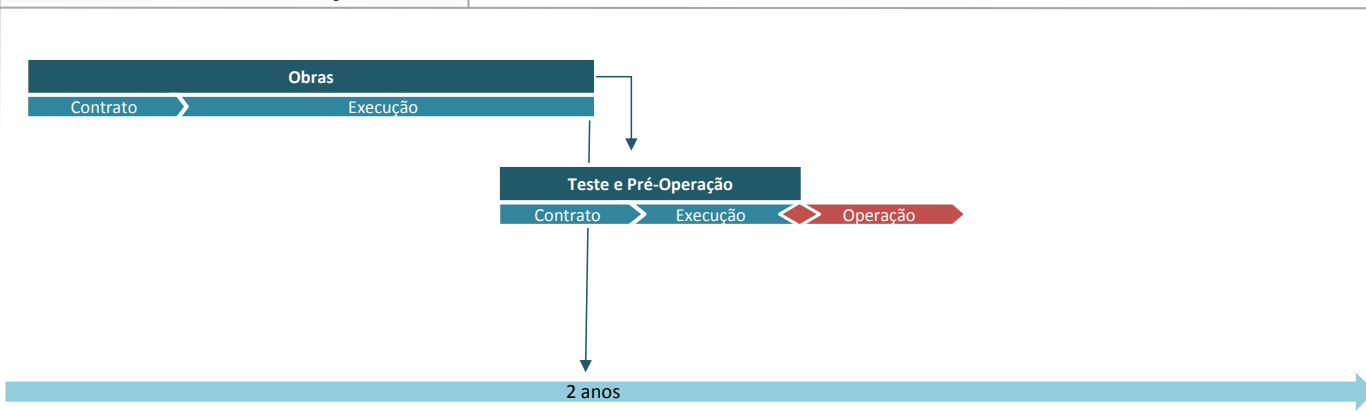 Obras
Contrato
Execução
Teste e Pré-Operação
Contrato
Execução
Operação
2 anos